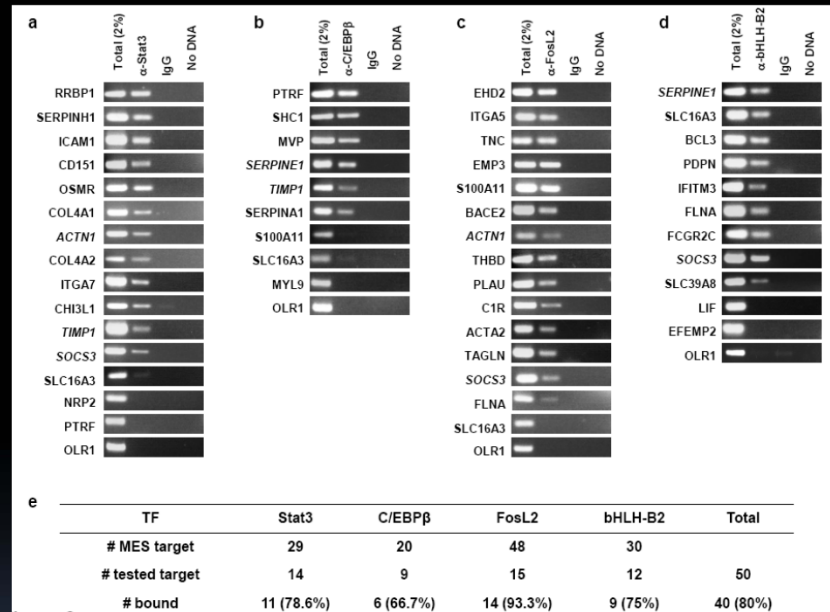 a
Total (2%)
α-Stat3
IgG
No DNA
RRBP1
SERPINH1
ICAM1
CD151
OSMR
COL4A1
ACTN1
COL4A2
ITGA7
CHI3L1
TIMP1
SOCS3
SLC16A3
NRP2
PTRF
OLR1
b
Total (2%)
α-C/EBPβ
IgG
No DNA
PTRF
SHC1
MVP
SERPINE1
TIMP1
SERPINA1
S100A11
SLC16A3
MYL9
OLR1
c
Total (2%)
α-FosL2
IgG
No DNA
EHD2
ITGA5
TNC
EMP3
S100A11
BACE2
ACTN1
THBD
PLAU
C1R
ACTA2
TAGLN
SOCS3
FLNA
SLC16A3
OLR1
d
Total (2%)
α-bHLH-B2
IgG
No DNA
SERPINE1
SLC16A3
BCL3
PDPN
IFITM3
FLNA
FCGR2C
SOCS3
SLC39A8
LIF
EFEMP2
OLR1
e
TF Stat3 C/EBPβ FosL2 bHLH-B2 Total
# MES target 29 20 48 30
# tested target 14 9 15 12 50
# bound 11 (78.6%) 6 (66.7%) 14 (93.3%) 9 (75%) 40 (80%)